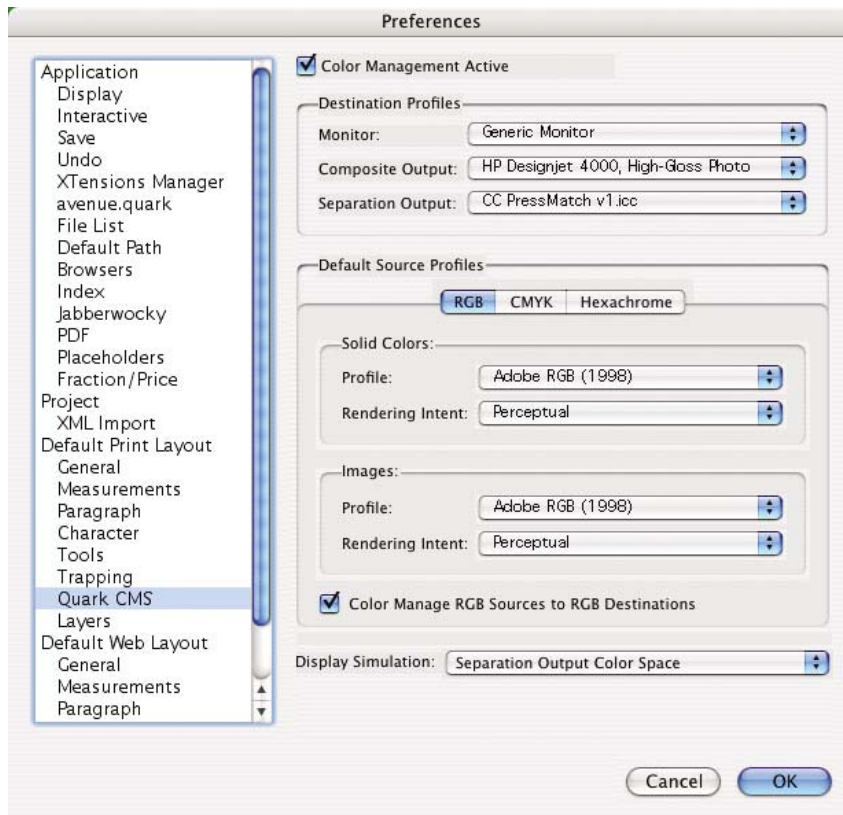 Preferences
Application
Display
Interactive
Save
Undo
XTensions Manager
avenue.quark
File List
Default Path
Browsers
Index
Jabberwocky
PDF
Placeholders
Fraction/Price
Project
XML Import
Default Print Layout
General
Measurements
Paragraph
Character
Tools
Trapping
Quark CMS
Layers
Default Web Layout
General
Measurements
Paragraph
Color Management Active
Destination Profiles
Monitor: Generic Monitor
Composite Output: HP Designjet 4000, High-Gloss Photo
Separation Output: CC PressMatch v1.icc
Default Source Profiles
RGB CMYK Hexachrome
Solid Colors:
Profile: Adobe RGB (1998)
Rendering Intent: Perceptual
Images:
Profile: Adobe RGB (1998)
Rendering Intent: Perceptual
Color Manage RGB Sources to RGB Destinations
Display Simulation: Separation Output Color Space
Cancel OK